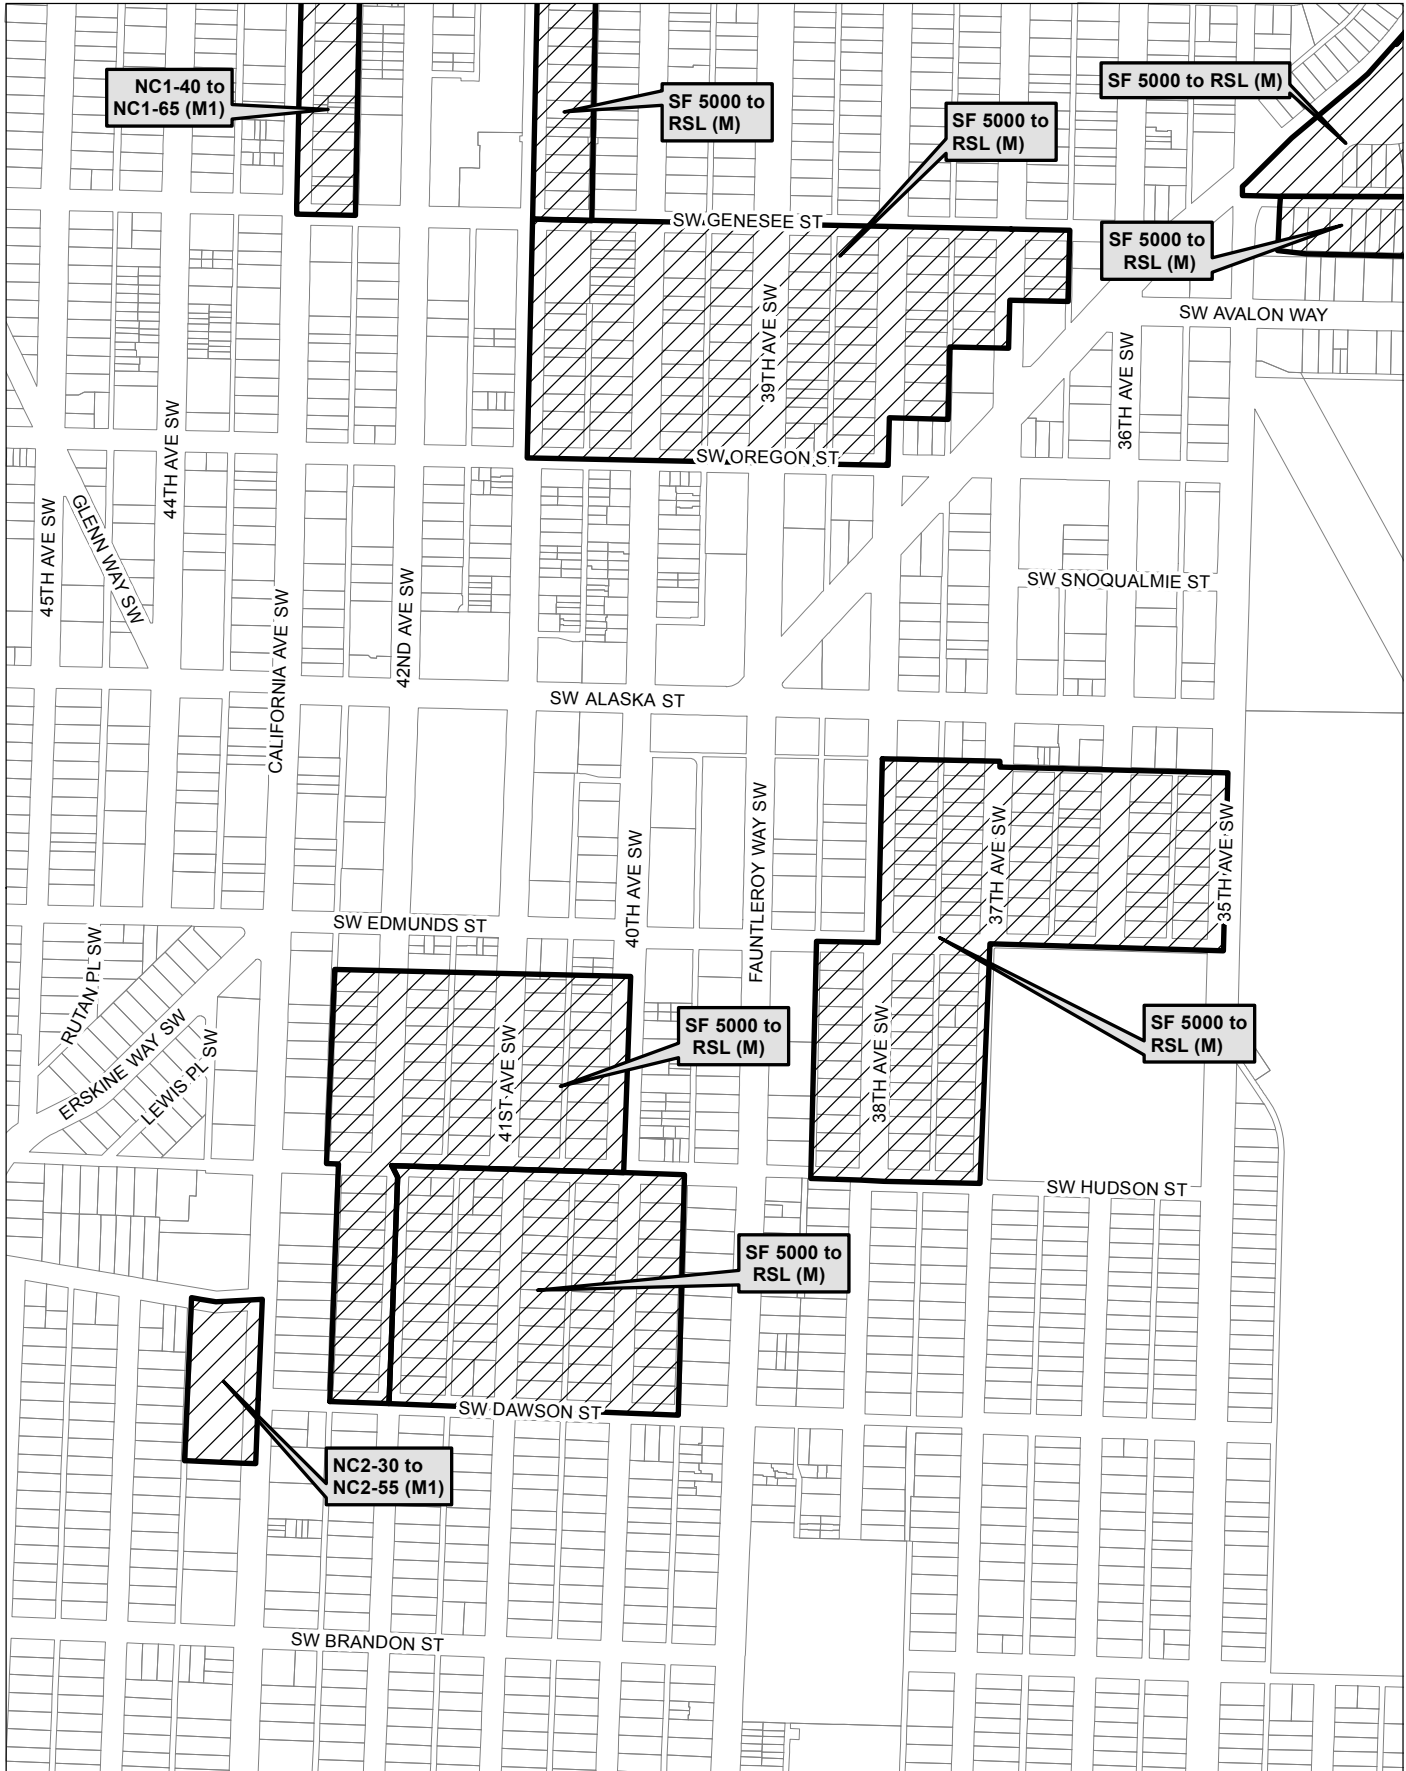 NC1-40 to
NC1-65 (M1)
SF 5000 to
RSL (M)
SF 5000 to
RSL (M)
SF 5000 to RSL (M)
SF 5000 to
RSL (M)
SW GENESEE ST
SW AVALON WAY
39TH AVE SW
36TH AVE SW
44TH AVE SW
SW OREGON ST
45TH AVE SW
GLENN WAY SW
SW SNOQUALMIE ST
CALIFORNIA AVE SW
42ND AVE SW
SW ALASKA ST
FAUNTLEROY WAY SW
40TH AVE SW
37TH AVE SW
35TH AVE SW
SW EDMUNDS ST
RUTAN PL SW
ERSKINE WAY SW
LEWIS PL SW
41ST AVE SW
SF 5000 to
RSL (M)
38TH AVE SW
SF 5000 to
RSL (M)
SW HUDSON ST
SF 5000 to
RSL (M)
SW DAWSON ST
NC2-30 to
NC2-55 (M1)
SW BRANDON ST